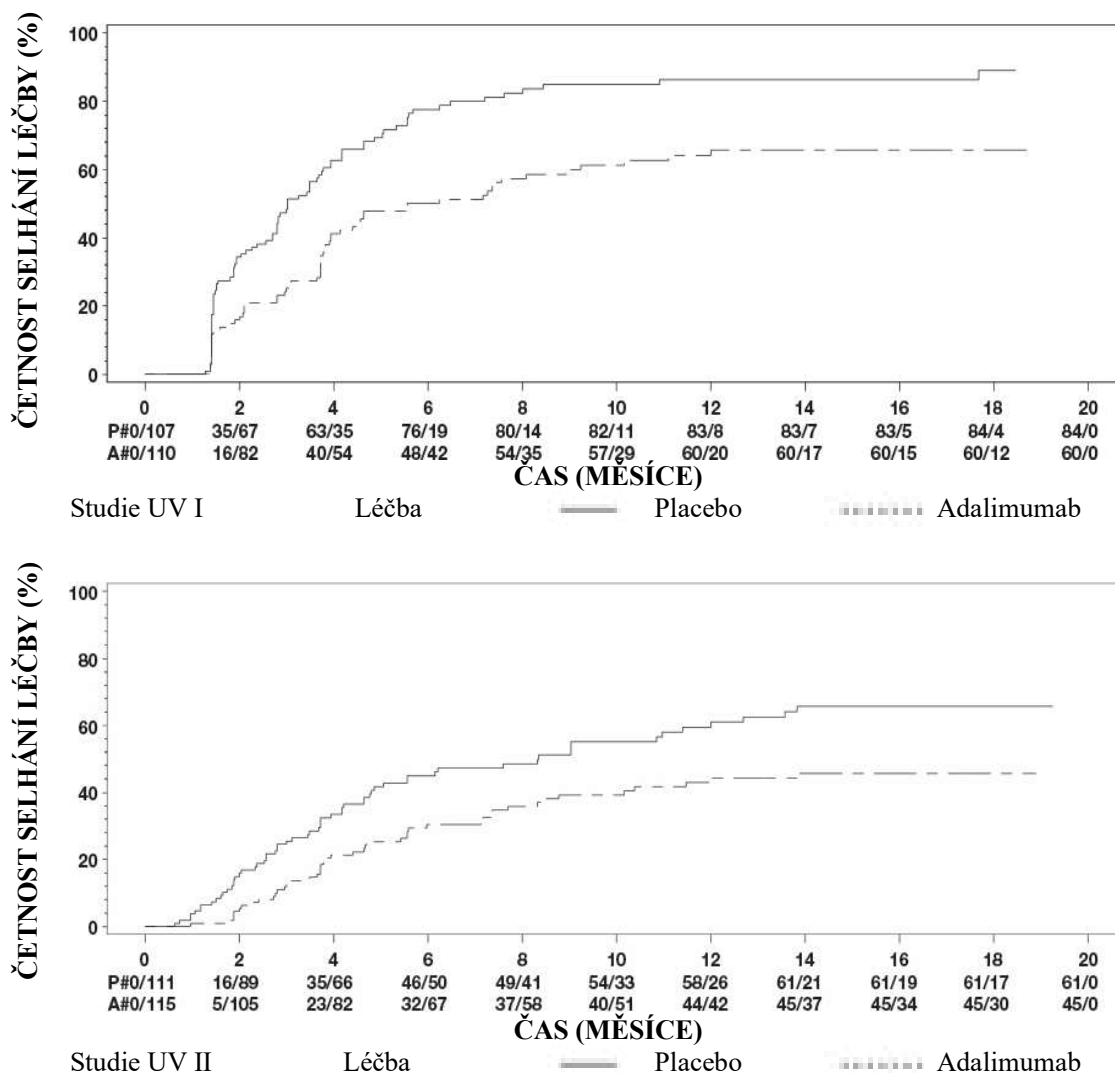 ČETNOST SELHÁNÍ LÉČBY (%)
100
80
60
40
20
0
0 2 4 6 8 10 12 14 16 18 20
P#0/107 35/67 63/35 76/19 80/14 82/11 83/8 83/7 83/5 84/4 84/0
A#0/110 16/82 40/54 48/42 54/35 57/29 60/20 60/17 60/15 60/12 60/0
ČAS (MĚSÍCE)
Studie UV I Léčba Placebo Adalimumab
ČETNOST SELHÁNÍ LÉČBY (%)
100
80
60
40
20
0
0 2 4 6 8 10 12 14 16 18 20
P#0/111 16/89 35/66 46/50 49/41 54/33 58/26 61/21 61/19 61/17 61/0
A#0/115 5/105 23/82 32/67 37/58 40/51 44/42 45/37 45/34 45/30 45/0
ČAS (MĚSÍCE)
Studie UV II Léčba Placebo Adalimumab